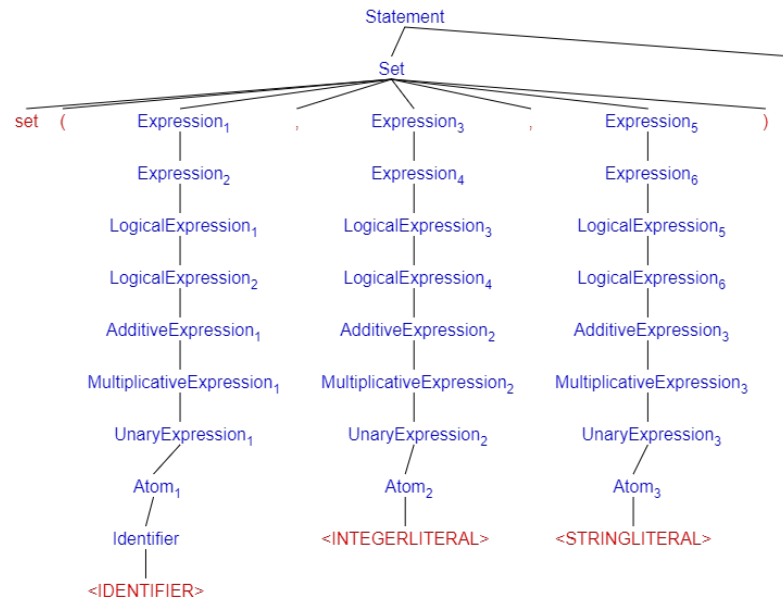 Statement
Set
set ( Expression1 , Expression3 , Expression5 )
Expression2 Expression4 Expression6
LogicalExpression1 LogicalExpression3 LogicalExpression5
LogicalExpression2 LogicalExpression4 LogicalExpression6
AdditiveExpression1 AdditiveExpression2 AdditiveExpression3
MultiplicativeExpression1 MultiplicativeExpression2 MultiplicativeExpression3
UnaryExpression1 UnaryExpression2 UnaryExpression3
Atom1 Atom2 Atom3
Identifier <INTEGERLITERAL> <STRINGLITERAL>
<IDENTIFIER>